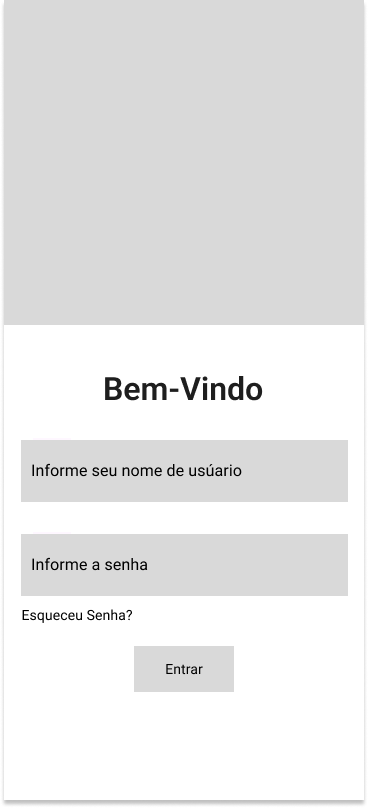 Bem-Vindo
Informe seu nome de usúario
Informe a senha
Esqueceu Senha?
Entrar